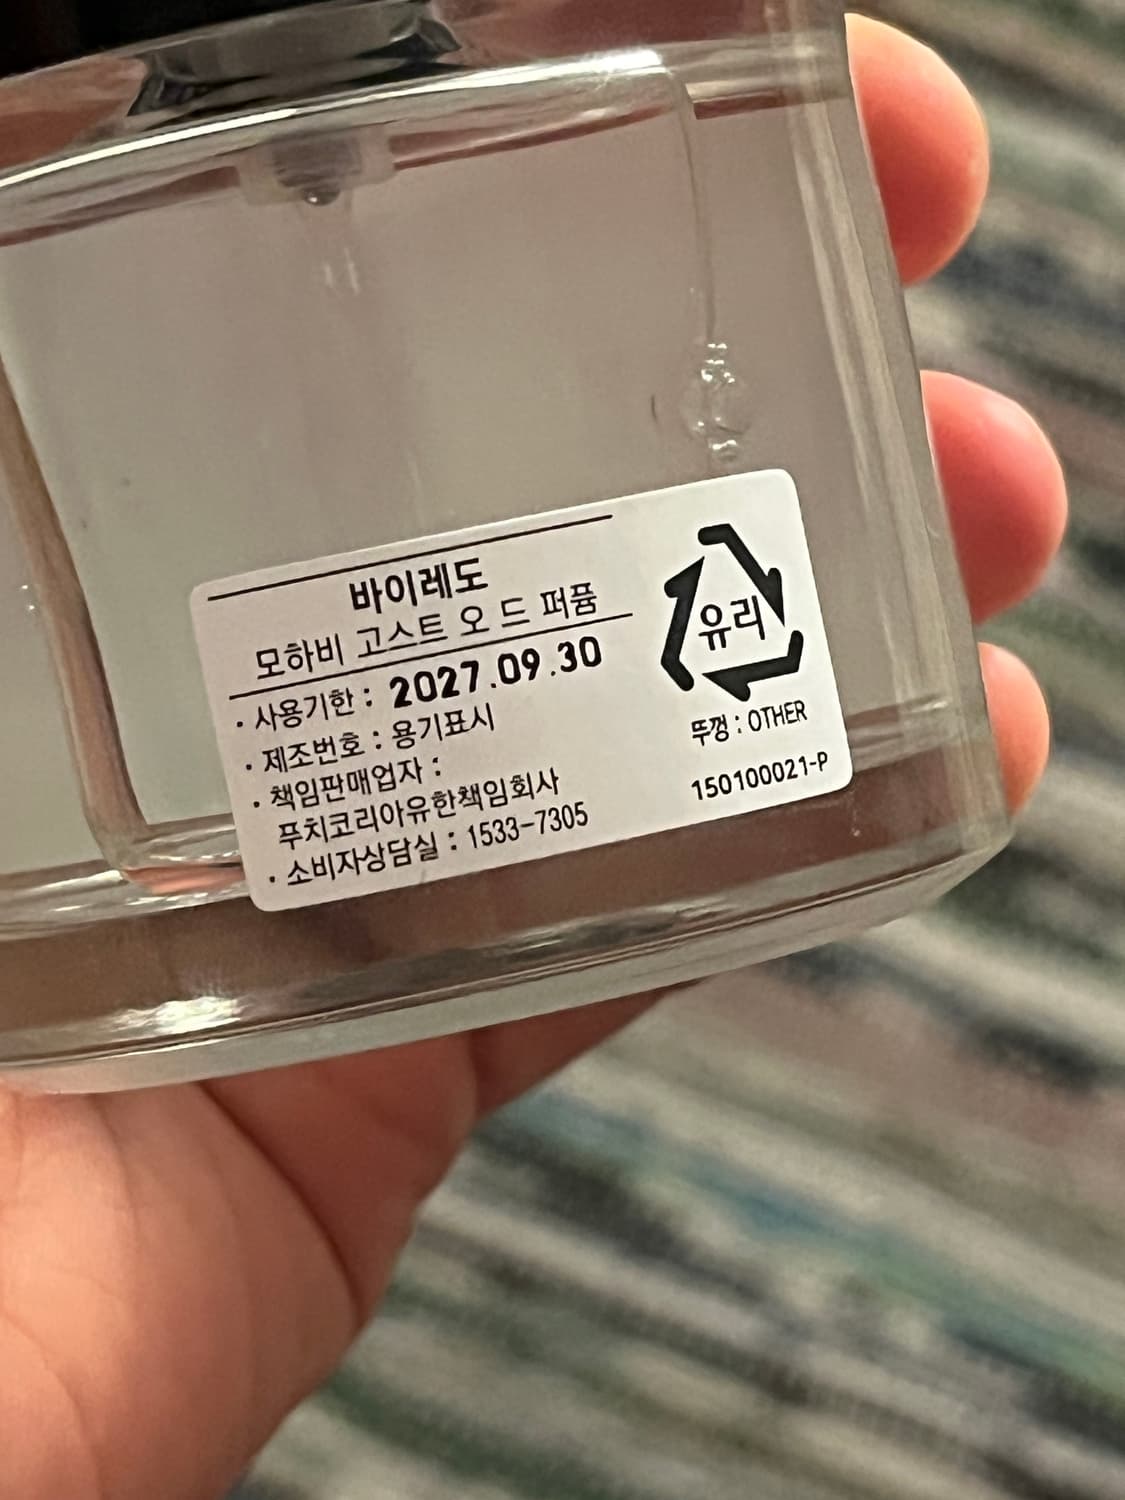 바이레도
모하비 고스트 오 드 퍼퓸
· 사용기한 : 2027.09.30
· 제조번호 : 용기표시
· 책임판매업자 :
푸치코리아유한책임회사
· 소비자상담실 : 1533-7305
유리
뚜껑 : OTHER
150100021-P